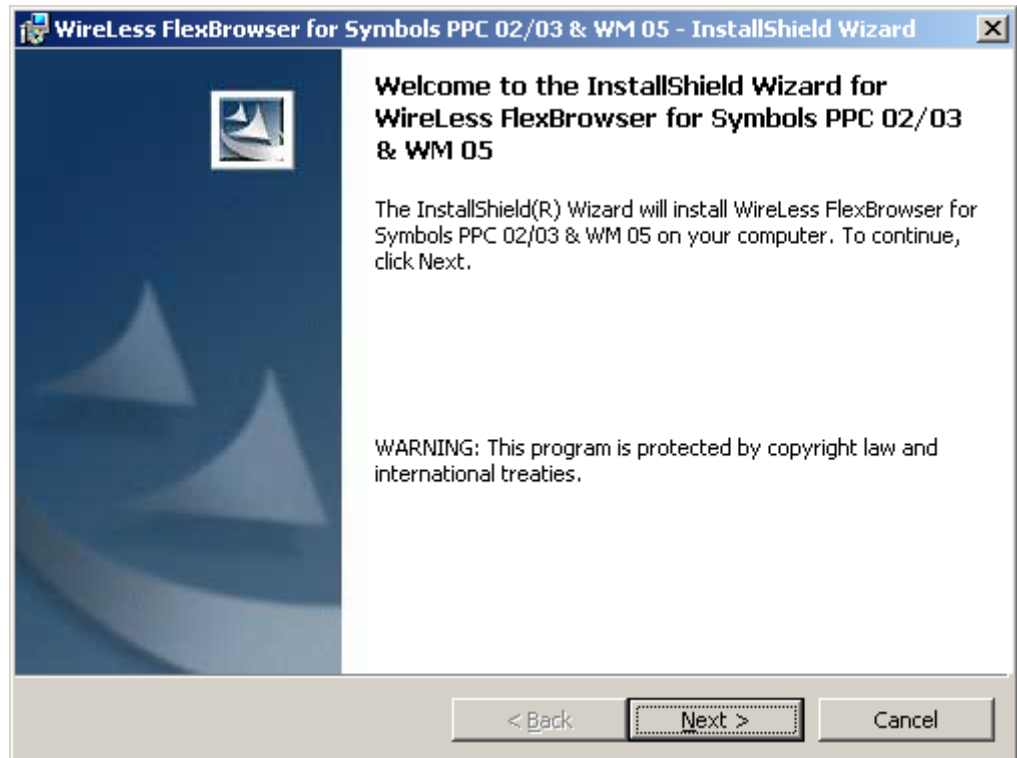 WireLess FlexBrowser for Symbols PPC 02/03 & WM 05 - InstallShield Wizard
Welcome to the InstallShield Wizard for
WireLess FlexBrowser for Symbols PPC 02/03
& WM 05
The InstallShield(R) Wizard will install WireLess FlexBrowser for
Symbols PPC 02/03 & WM 05 on your computer. To continue,
click Next.
WARNING: This program is protected by copyright law and
international treaties.
< Back
Next >
Cancel